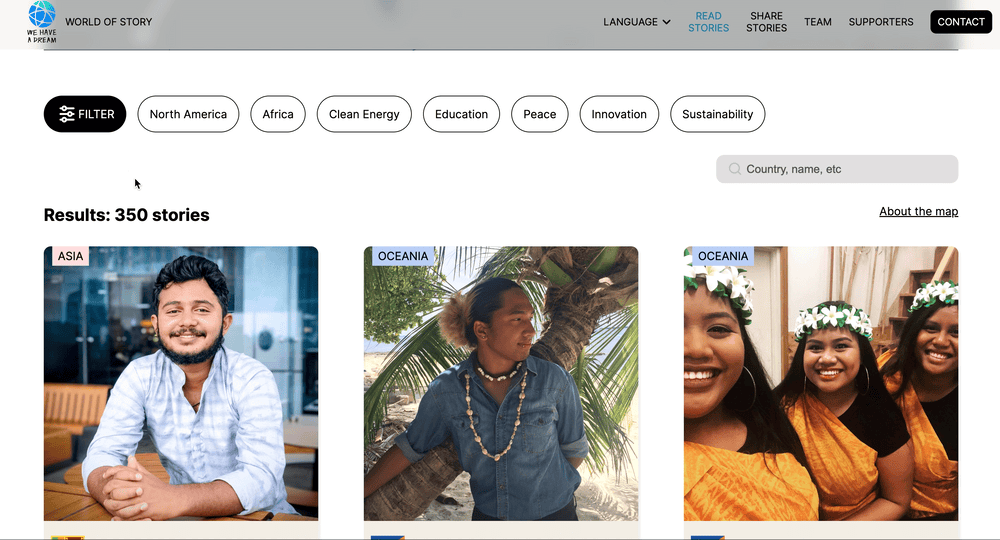 WE HAVE
A DREAM
WORLD OF STORY
LANGUAGE
READ
STORIES
SHARE
STORIES
TEAM
SUPPORTERS
CONTACT
FILTER
North America
Africa
Clean Energy
Education
Peace
Innovation
Sustainability
Country, name, etc
Results: 350 stories
About the map
ASIA
OCEANIA
OCEANIA